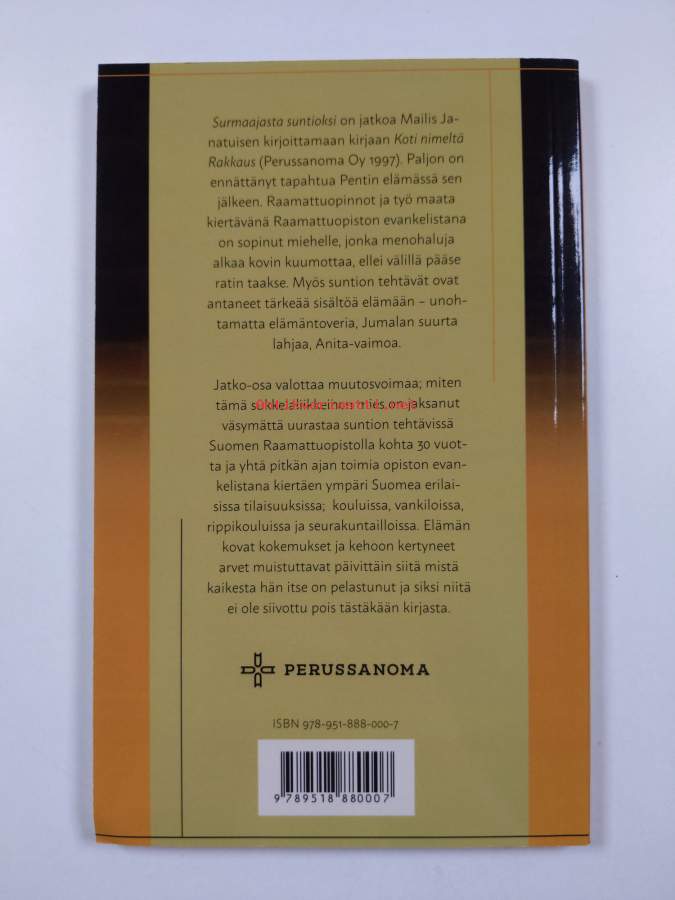 Surmaajasta suntioksi on jatkoa Mailis Ja-
natuisen kirjoittamaan kirjaan Koti nimeltä
Rakkaus (Perussanoma Oy 1997). Paljon on
ennättänyt tapahtua Pentin elämässä sen
jälkeen. Raamattuopinnot ja työ maata
kiertävänä Raamattuopiston evankelistana
on sopinut miehelle, jonka menohaluja
alkaa kovin kuumottaa, ellei välillä pääse
ratin taakse. Myös suntion tehtävät ovat
antaneet tärkeää sisältöä elämään – unoh-
tamatta elämäntoveria, Jumalan suurta
lahjaa, Anita-vaimoa.
Jatko-osa valottaa muutosvoimaa; miten
tämä sukkelaliikkeinen mies on jaksanut
väsymättä uurastaa suntion tehtävissä
Suomen Raamattuopistolla kohta 30 vuot-
ta ja yhtä pitkän ajan toimia opiston evan-
kelistana kiertäen ympäri Suomea erilai-
sissa tilaisuuksissa; kouluissa, vankiloissa,
rippikouluissa ja seurakuntailloissa. Elämän
kovat kokemukset ja kehoon kertyneet
arvet muistuttavat päivittäin siitä mistä
kaikesta hän itse on pelastunut ja siksi niitä
ei ole siivottu pois tästäkään kirjasta.
PERUSSANOMA
ISBN 978-951-888-000-7
9 789518 880007